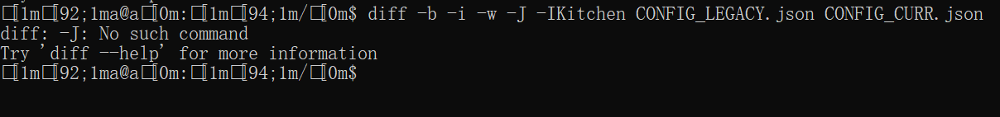 □[1m□[92;1ma@a□[0m:□[1m□[94;1m/□[0m$ diff -b -i -w -J -IKitchen CONFIG_LEGACY.json CONFIG_CURR.json
diff: -J: No such command
Try 'diff --help' for more information
□[1m□[92;1ma@a□[0m:□[1m□[94;1m/□[0m$